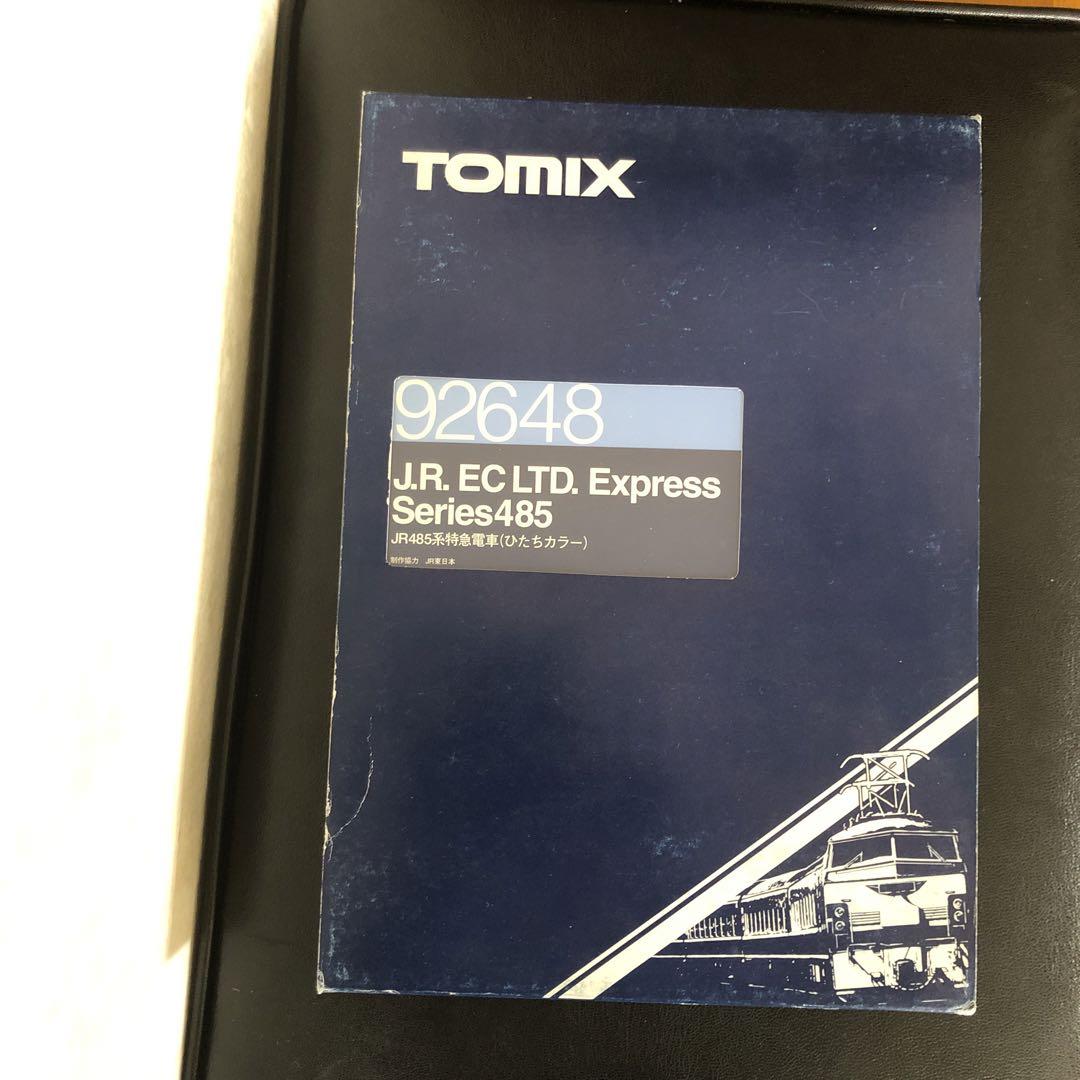 TOMIX
92648
J.R. EC LTD. Express
Series485
JR485系特急電車(ひたちカラー)
制作協力 JR東日本